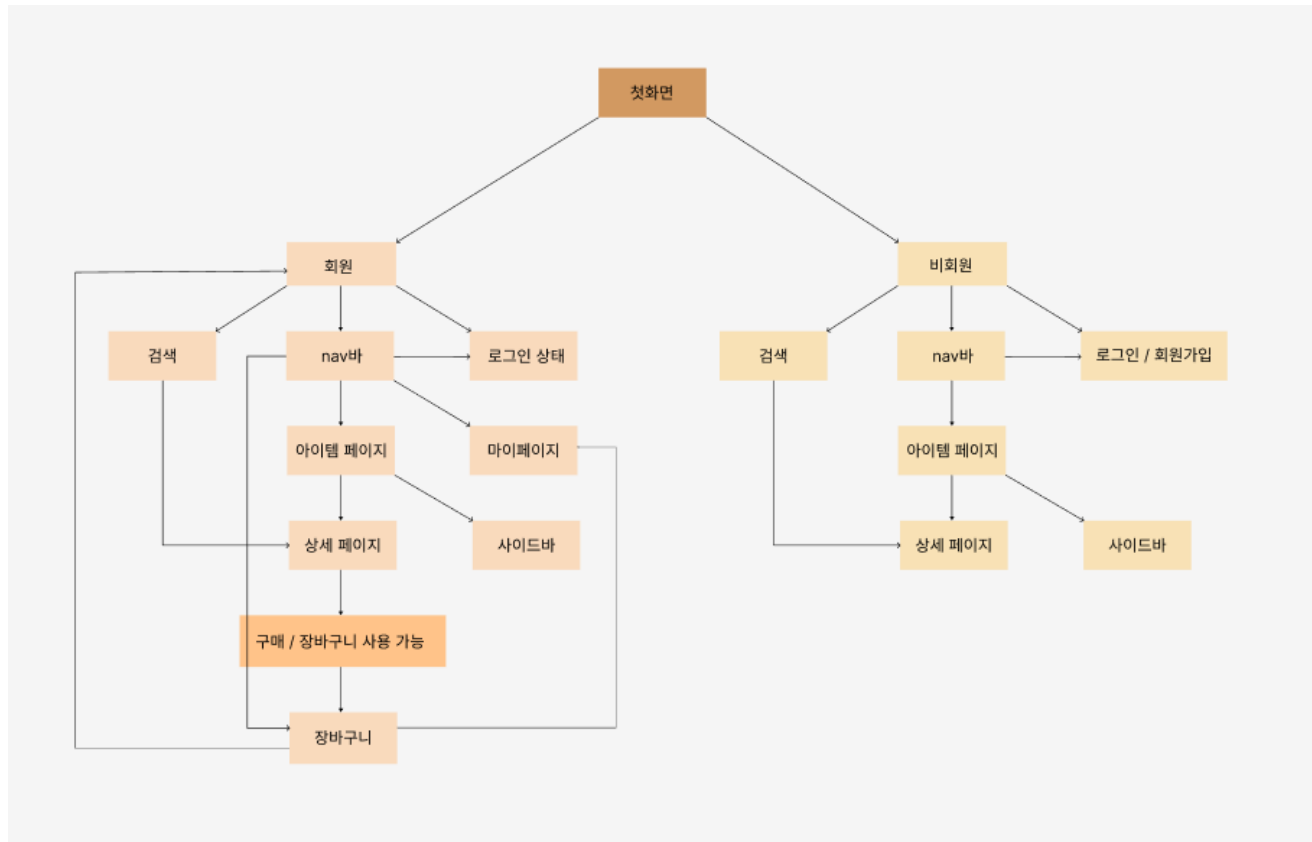 첫화면
회원
비회원
검색
nav바
로그인 상태
검색
nav바
로그인 / 회원가입
아이템 페이지
마이페이지
아이템 페이지
상세 페이지
사이드바
상세 페이지
사이드바
구매 / 장바구니 사용 가능
장바구니